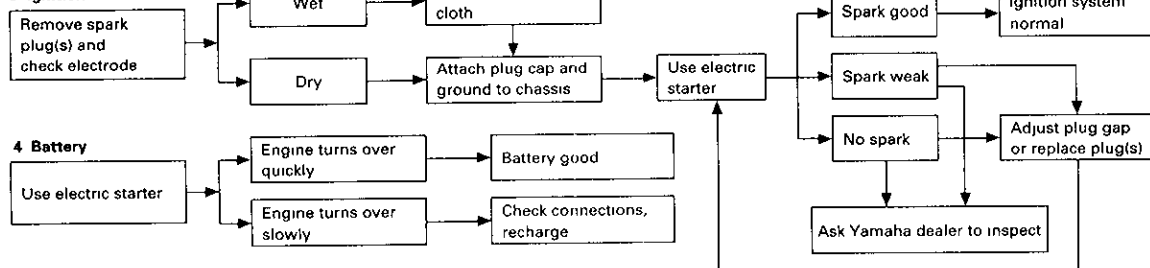 Wet
cloth
Remove spark
plug(s) and
check electrode
Dry
Attach plug cap and
ground to chassis
Use electric
starter
Spark good
Ignition system
normal
Spark weak
No spark
Adjust plug gap
or replace plug(s)
Ask Yamaha dealer to inspect
4 Battery
Use electric starter
Engine turns over
quickly
Battery good
Engine turns over
slowly
Check connections,
recharge